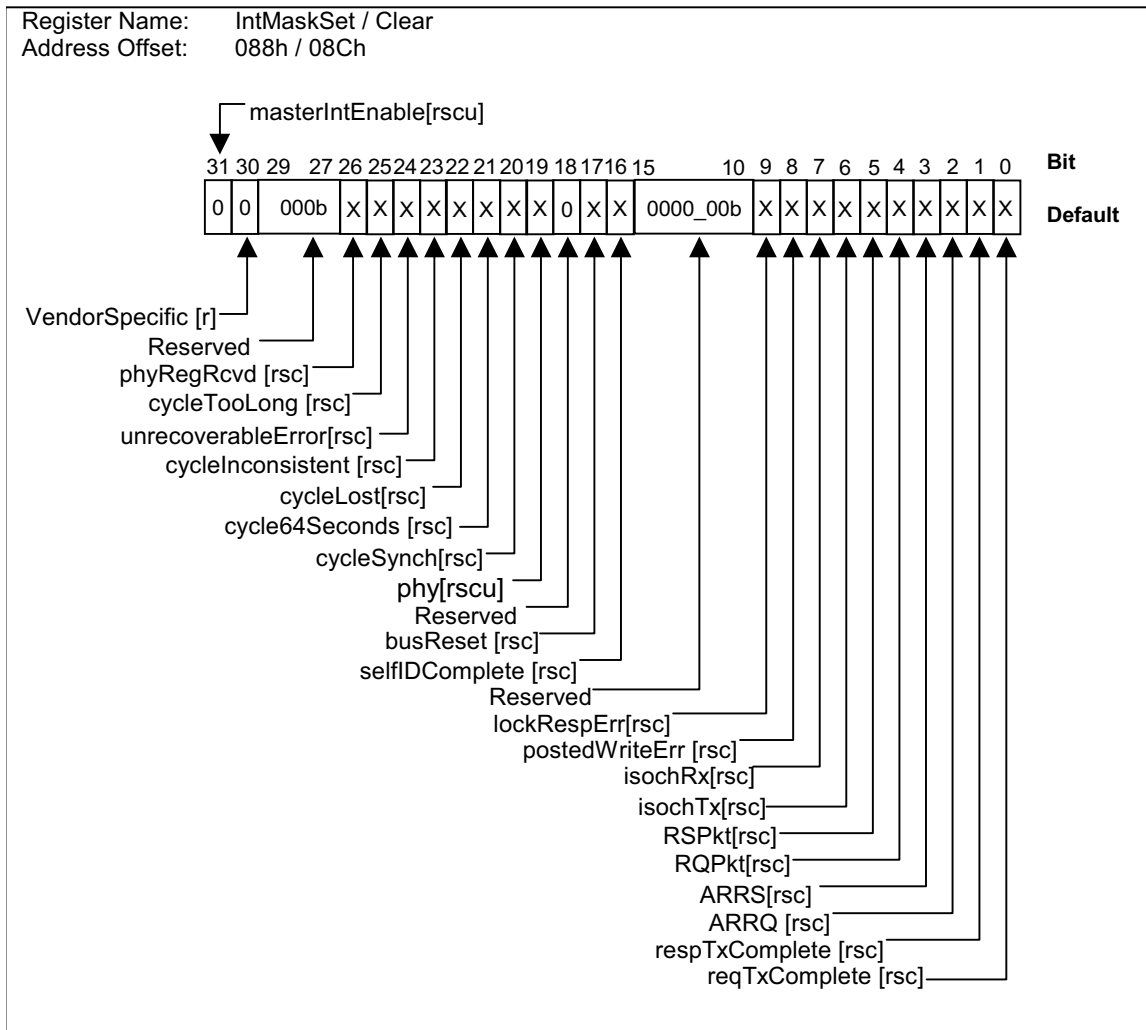 Register Name: IntMaskSet / Clear
Address Offset: 088h / 08Ch
masterIntEnable[rscu]
31 30 29 27 26 25 24 23 22 21 20 19 18 17 16 15 10 9 8 7 6 5 4 3 2 1 0 Bit
0 0 000b X X X X X X X X 0 X X 0000_00b X X X X X X X X X X Default
VendorSpecific [r]
Reserved
phyRegRcvd [rsc]
cycleTooLong [rsc]
unrecoverableError[rsc]
cycleInconsistent [rsc]
cycleLost[rsc]
cycle64Seconds [rsc]
cycleSynch[rsc]
phy[rscu]
Reserved
busReset [rsc]
selfIDComplete [rsc]
Reserved
lockRespErr[rsc]
postedWriteErr [rsc]
isochRx[rsc]
isochTx[rsc]
RSPkt[rsc]
RQPkt[rsc]
ARRS[rsc]
ARRQ [rsc]
respTxComplete [rsc]
reqTxComplete [rsc]